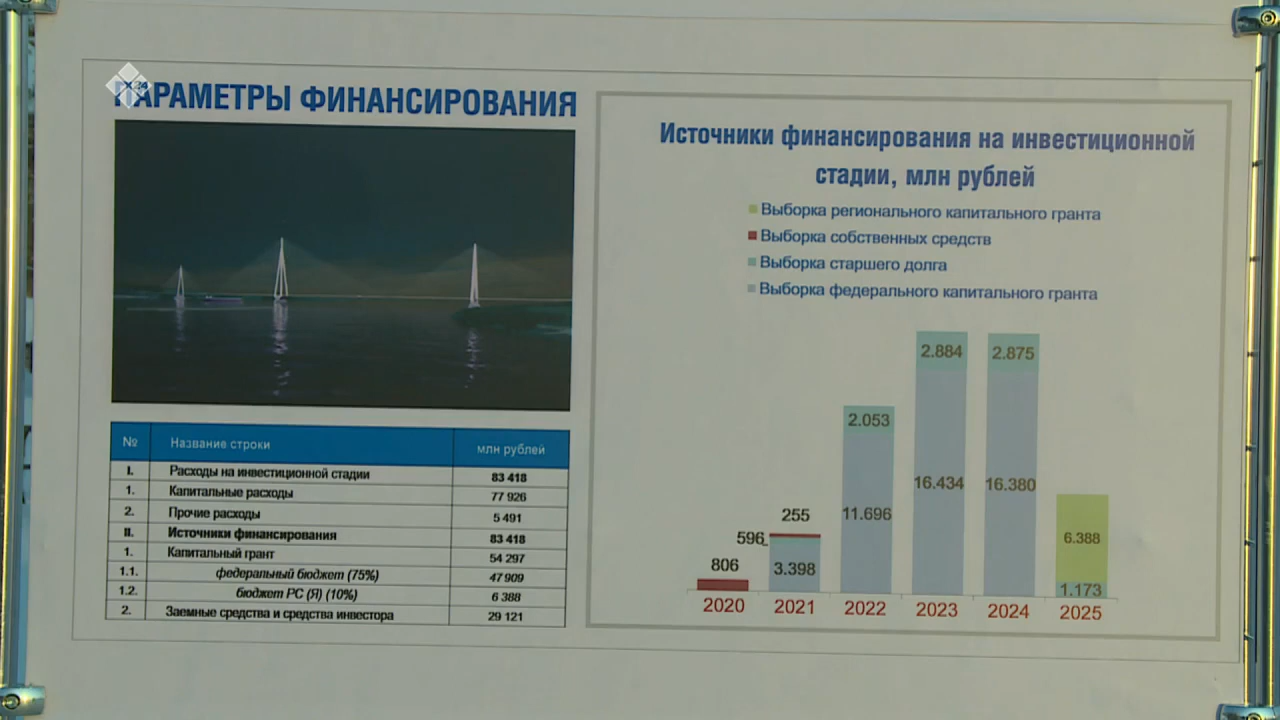 ПАРАМЕТРЫ ФИНАНСИРОВАНИЯ
№ Название строки млн рублей
I. Расходы на инвестиционной стадии 83 418
1. Капитальные расходы 77 926
2. Прочие расходы 5 491
II. Источники финансирования 83 418
1. Капитальный грант 54 297
1.1. федеральный бюджет (75%) 47 909
1.2. бюджет РС (Я) (10%) 6 388
2. Заемные средства и средства инвестора 29 121
Источники финансирования на инвестиционной
стадии, млн рублей
Выборка регионального капитального гранта
Выборка собственных средств
Выборка старшего долга
Выборка федерального капитального гранта
2.884 2.875
2.053
16.434 16.380
255
11.696
596
6.388
806
3.398
1.173
2020 2021 2022 2023 2024 2025